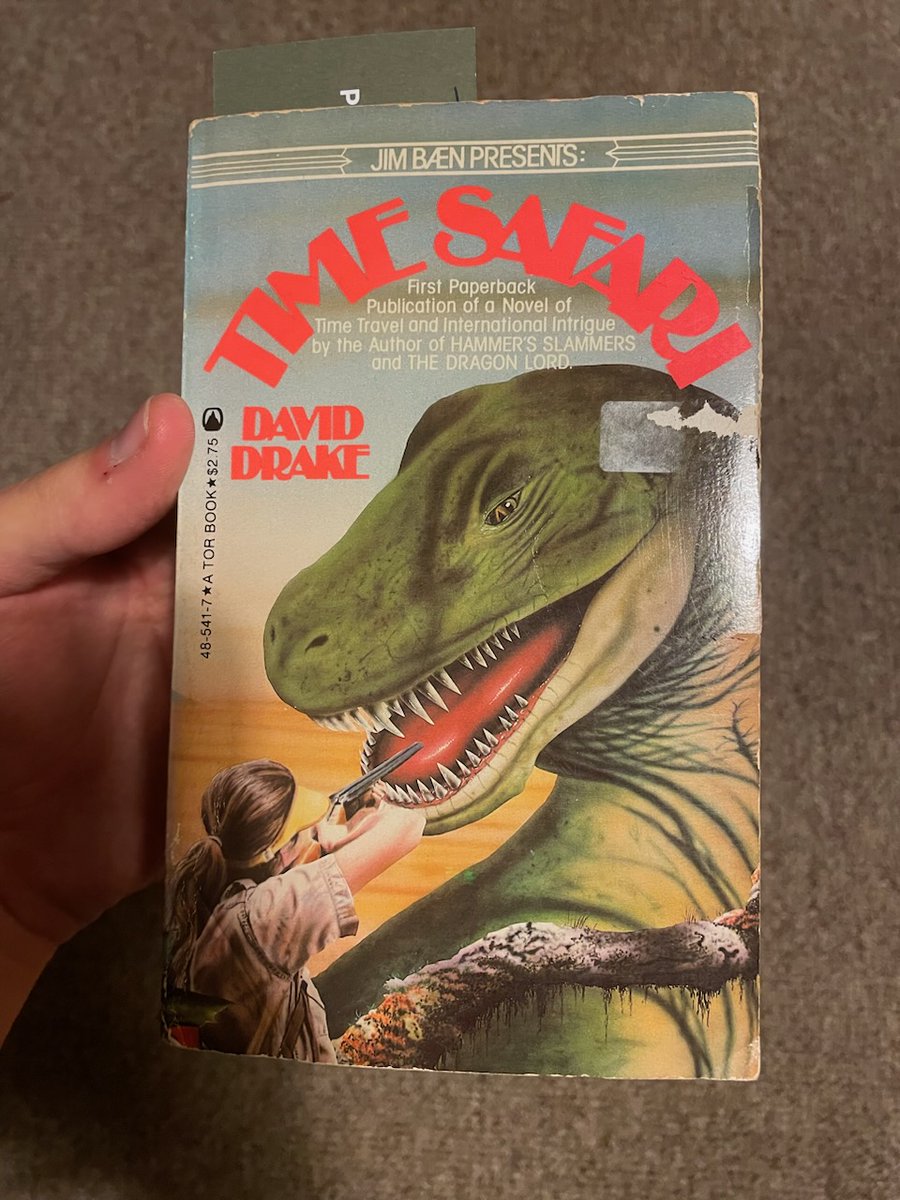 P
JIM BÆN PRESENTS:
TIME SAFARI
First Paperback
Publication of a Novel of
Time Travel and International Intrigue
by the Author of HAMMER'S SLAMMERS
and THE DRAGON LORD.
DAVID
DRAKE
48-541-7★A TOR BOOK★$2.75